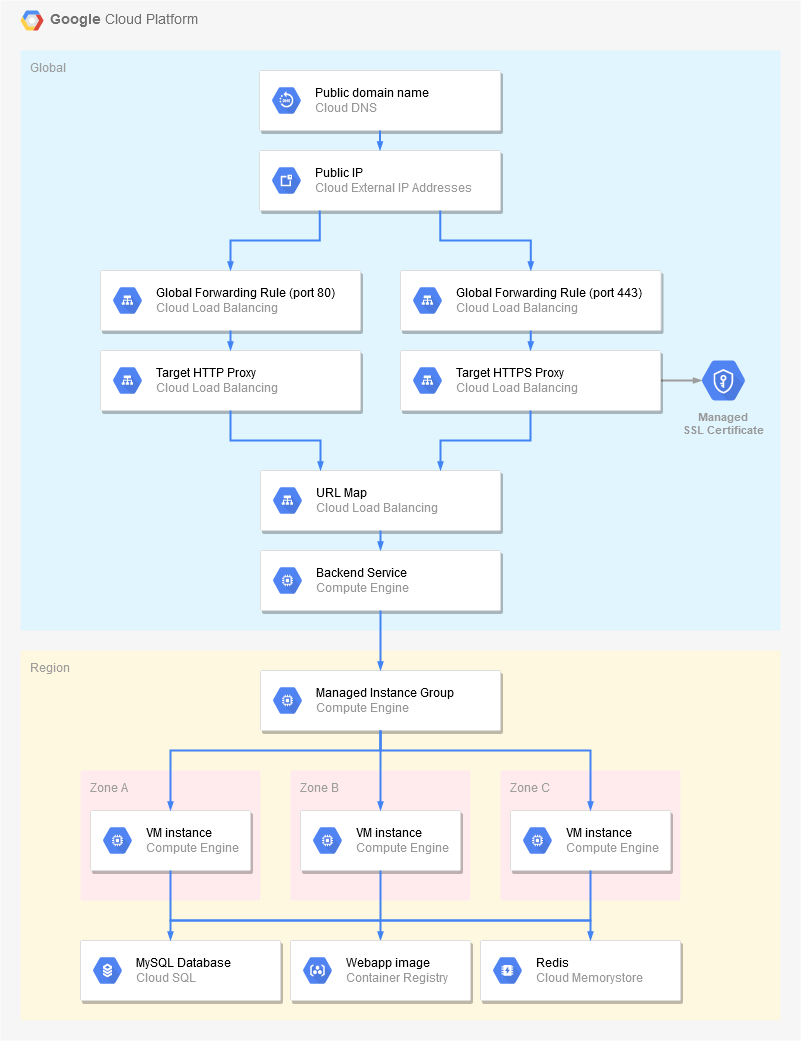 Google Cloud Platform
Global
Public domain name
Cloud DNS
Public IP
Cloud External IP Addresses
Global Forwarding Rule (port 80)
Cloud Load Balancing
Global Forwarding Rule (port 443)
Cloud Load Balancing
Target HTTP Proxy
Cloud Load Balancing
Target HTTPS Proxy
Cloud Load Balancing
Managed
SSL Certificate
URL Map
Cloud Load Balancing
Backend Service
Compute Engine
Region
Managed Instance Group
Compute Engine
Zone A
VM instance
Compute Engine
Zone B
VM instance
Compute Engine
Zone C
VM instance
Compute Engine
MySQL Database
Cloud SQL
Webapp image
Container Registry
Redis
Cloud Memorystore